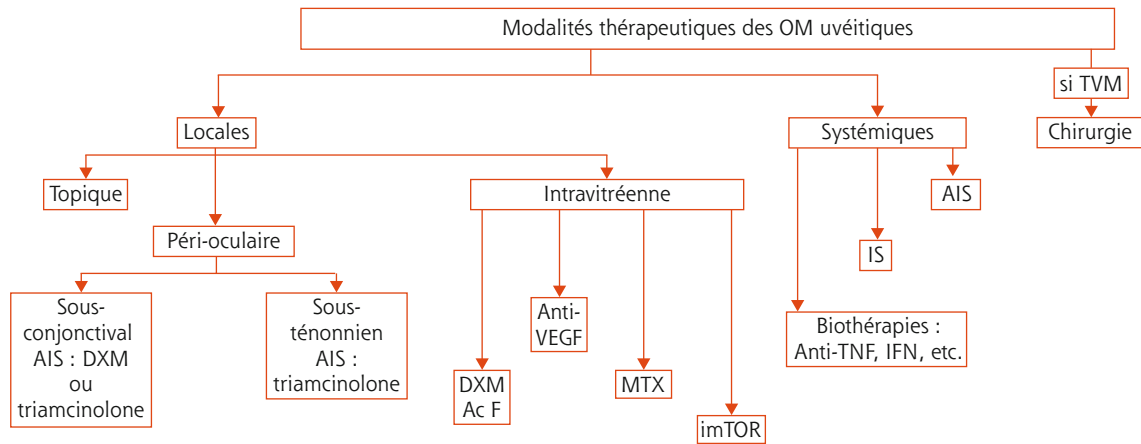 Modalités thérapeutiques des OM uvéitiques
si TVM
Locales
Systémiques
Chirurgie
Topique
Intravitréenne
AIS
Péri-oculaire
IS
Sous-
conjonctival
AIS : DXM
ou
triamcinolone
Sous-
ténonnien
AIS :
triamcinolone
Anti-
VEGF
Biothérapies :
Anti-TNF, IFN, etc.
DXM
Ac F
MTX
imTOR